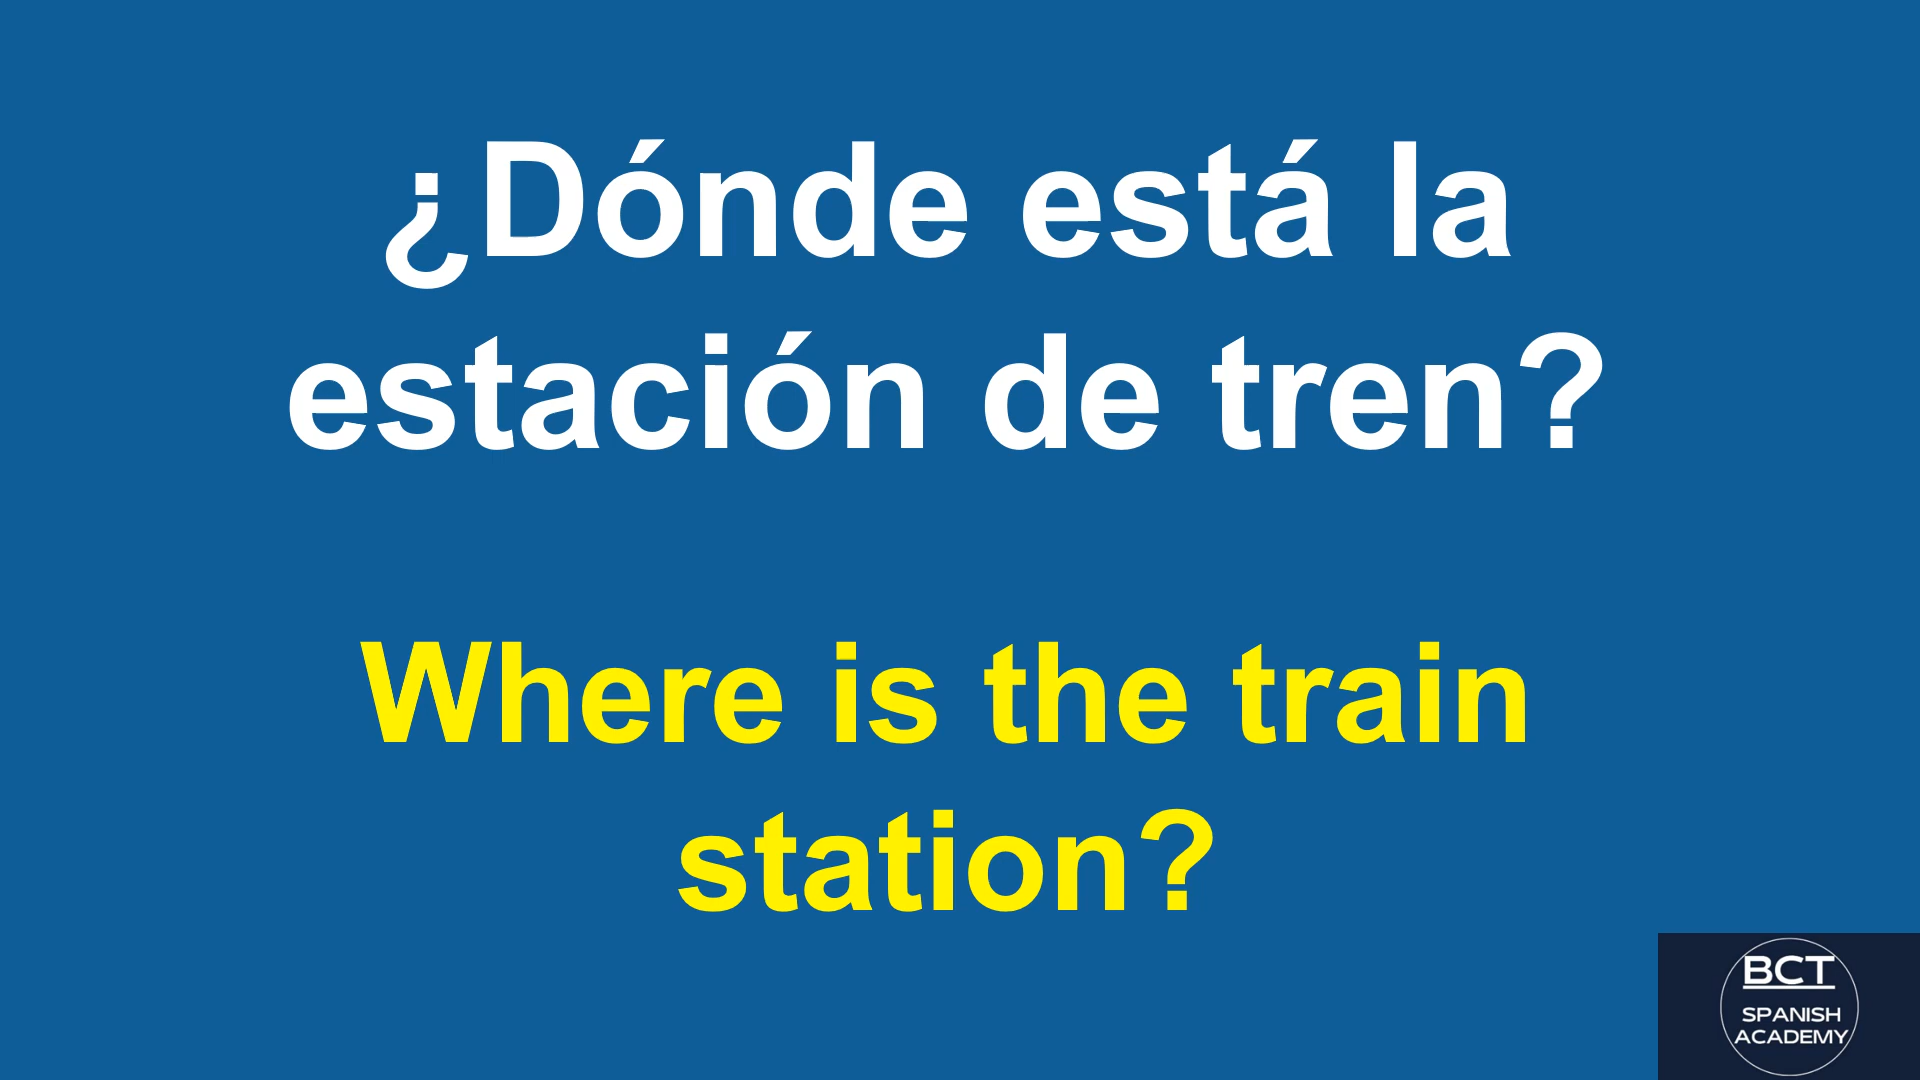 ¿Dónde está la
estación de tren?
Where is the train
station?
BCT
SPANISH
ACADEMY